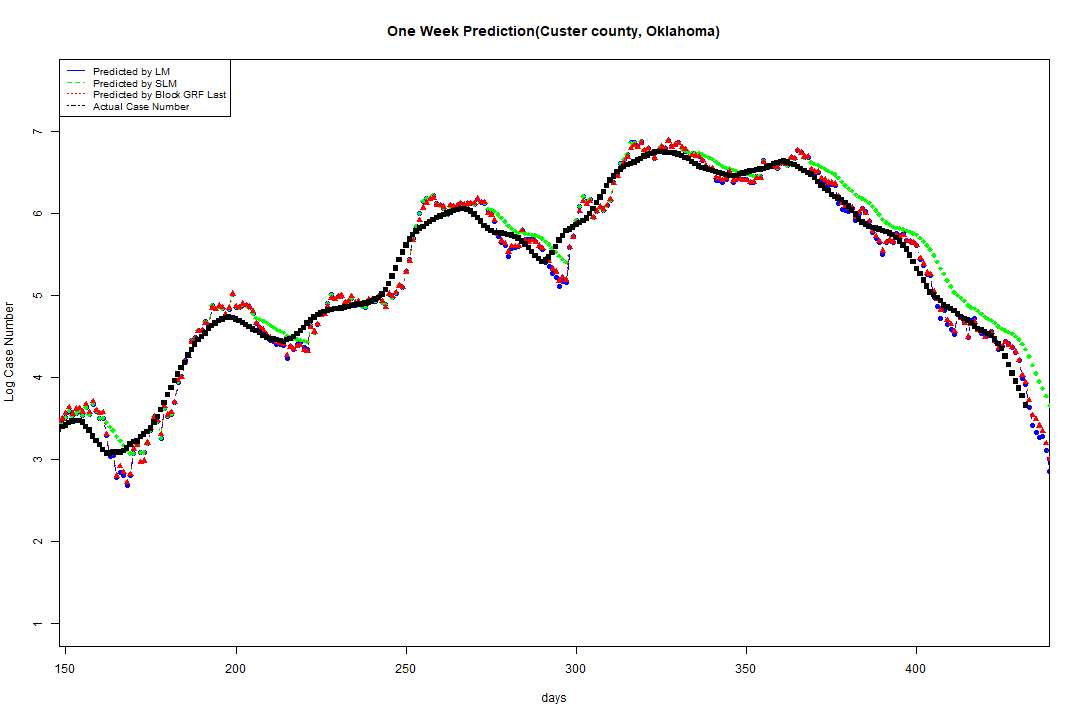 One Week Prediction(Custer county, Oklahoma)
Predicted by LM
Predicted by SLM
Predicted by Block GRF Last
Actual Case Number
7
6
5
4
3
2
1
Log Case Number
150 200 250 300 350 400
days